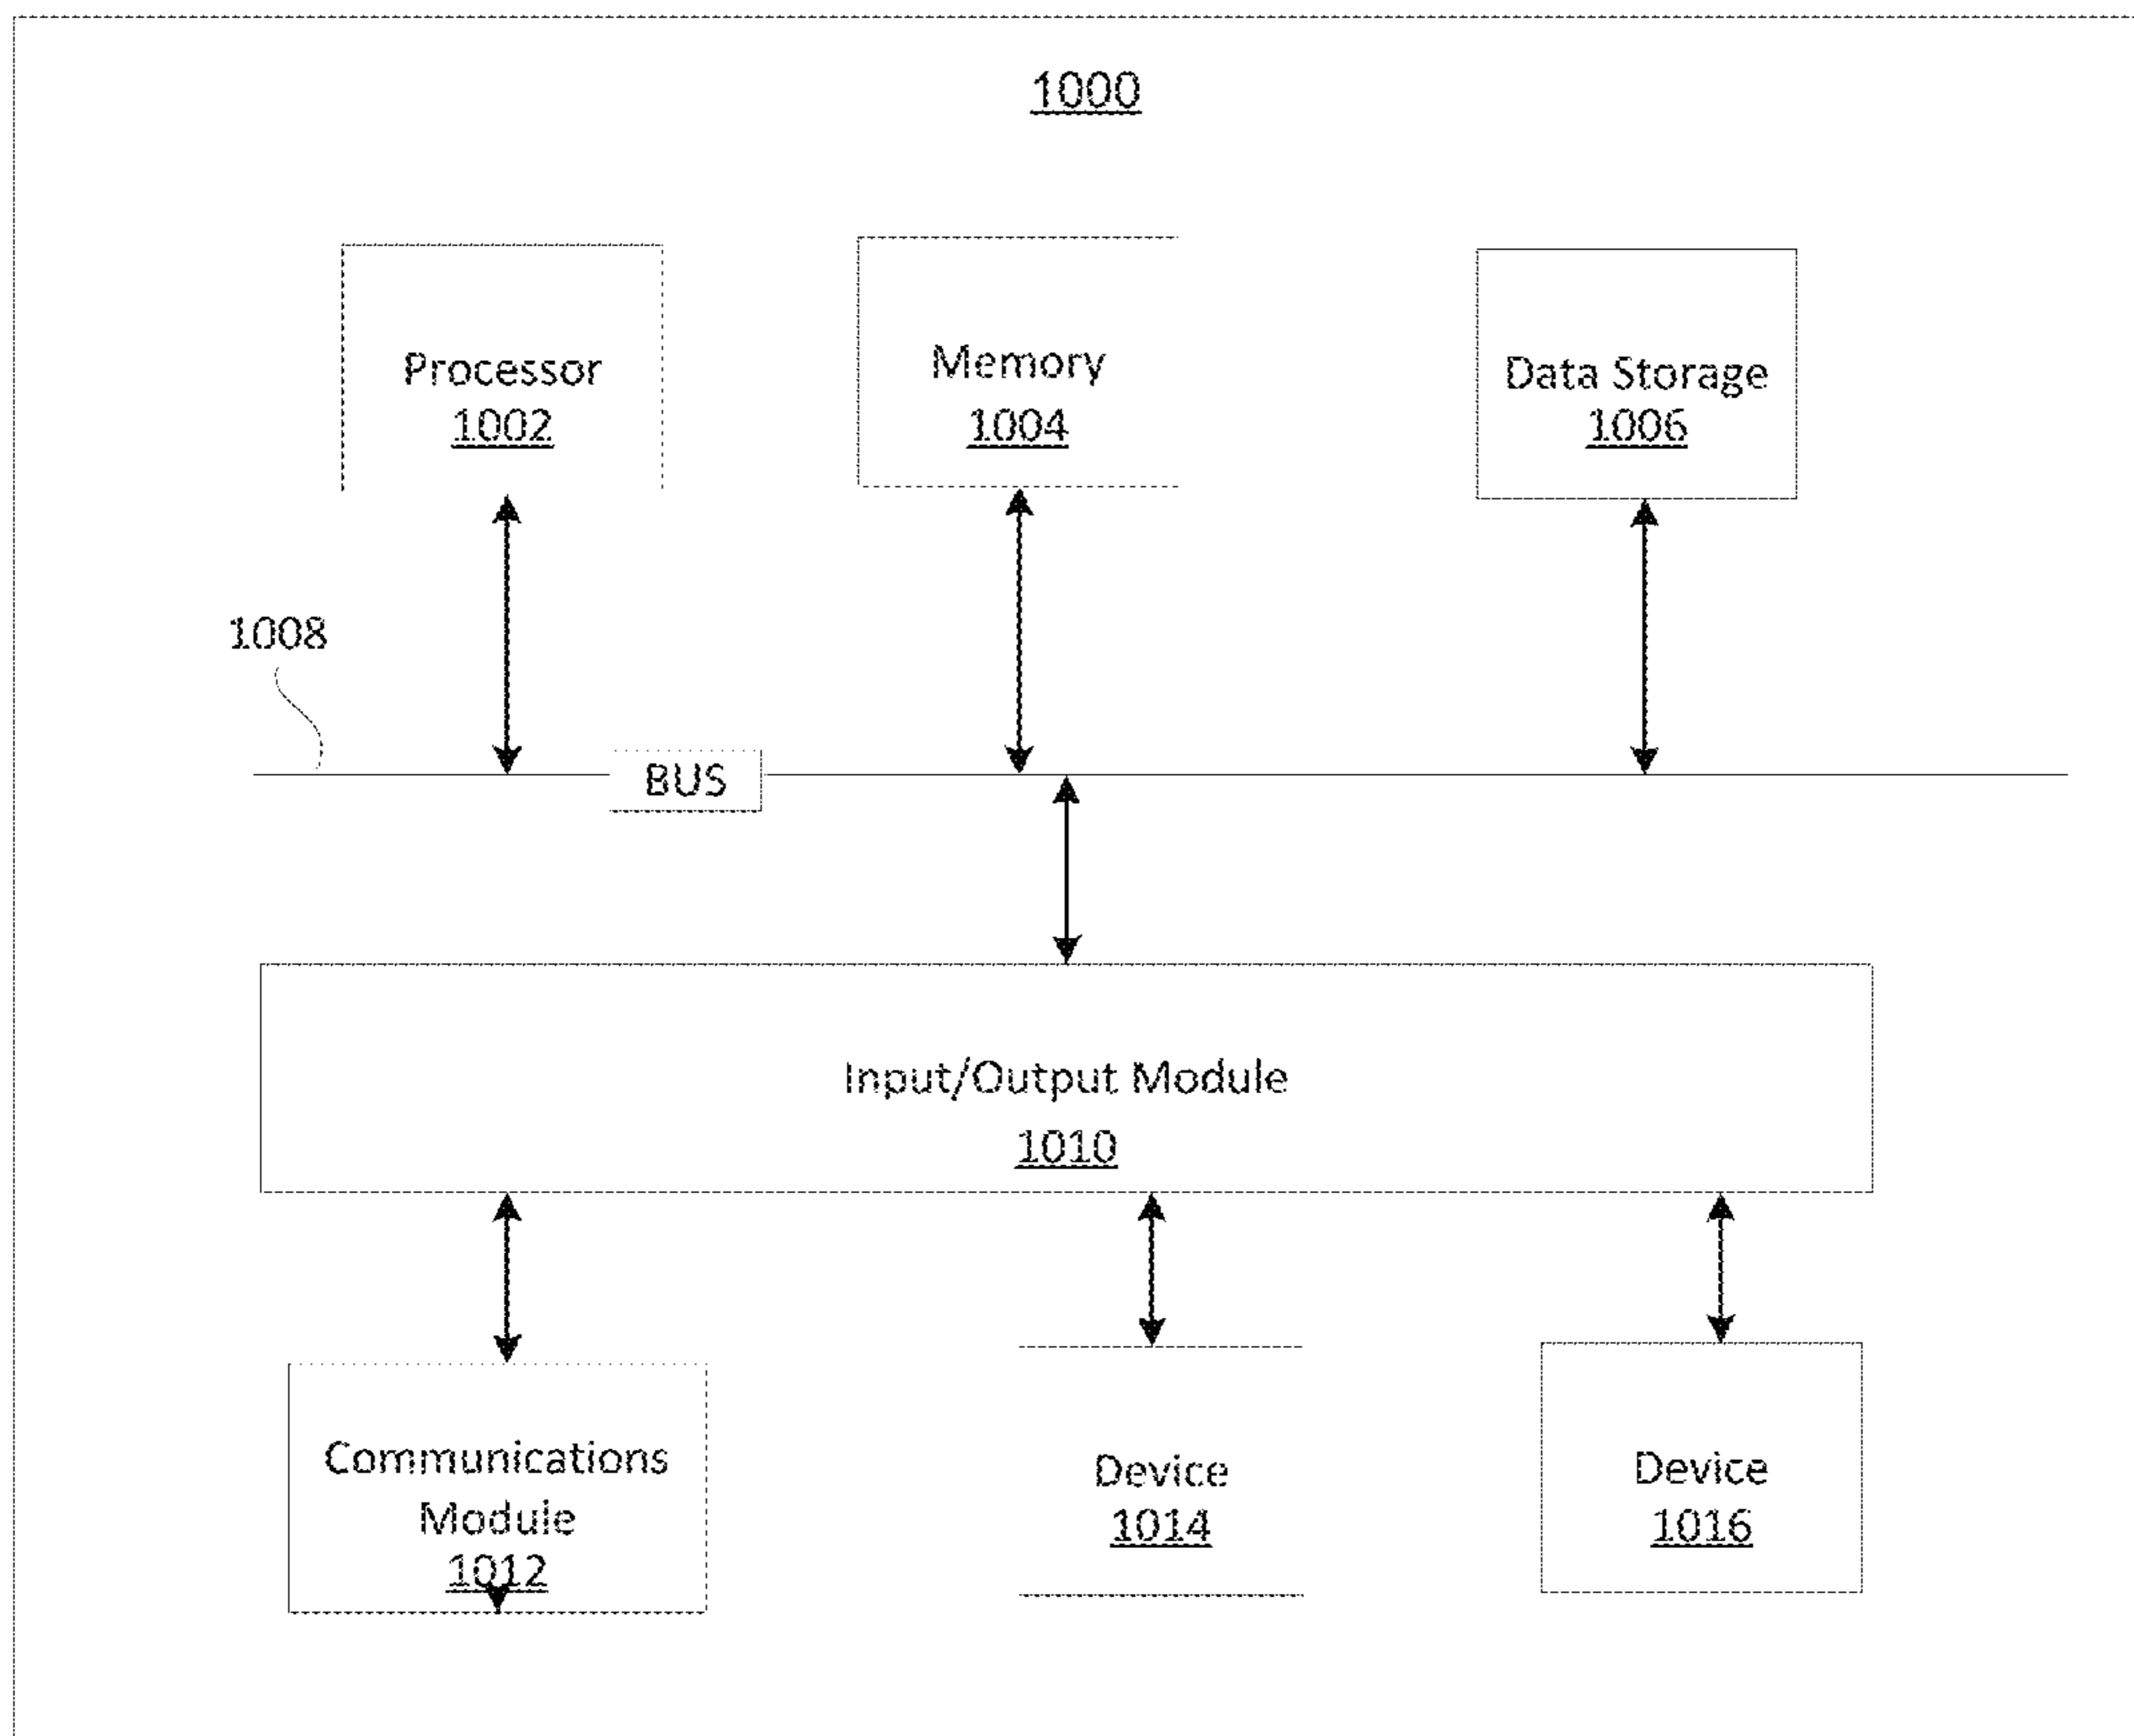 1000
Processor
1002
Memory
1004
Data Storage
1006
1008
BUS
Input/Output Module
1010
Communications
Module
1012
Device
1014
Device
1016